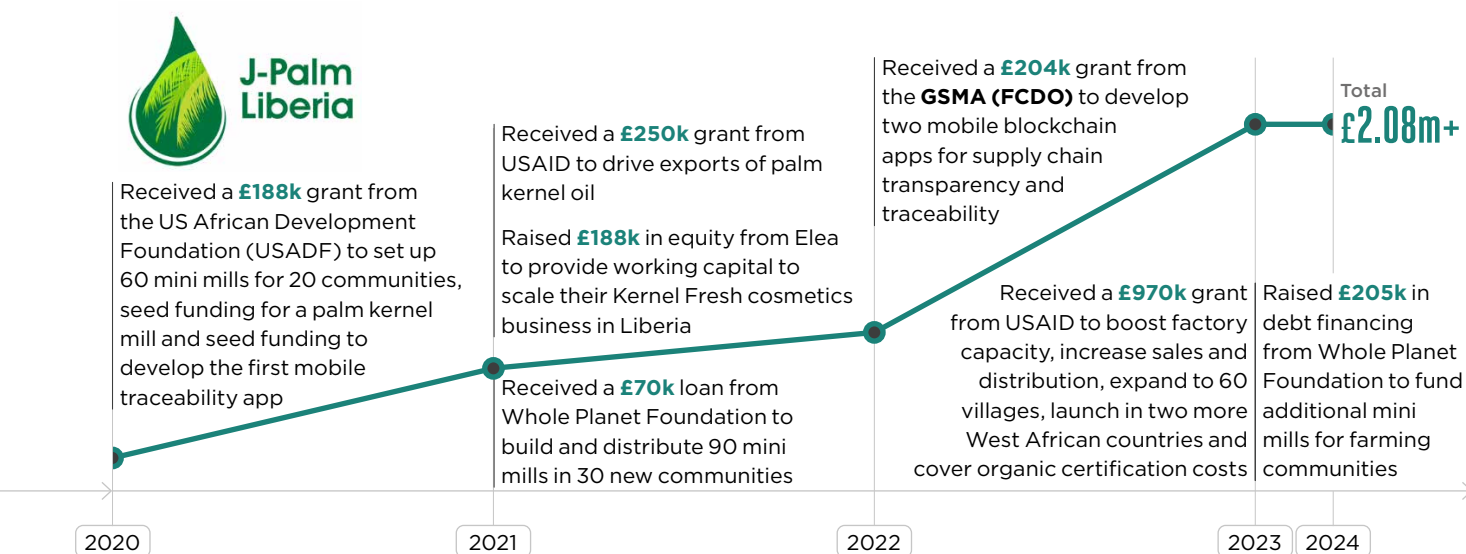 J-Palm
Liberia
Received a £188k grant from
the US African Development
Foundation (USADF) to set up
60 mini mills for 20 communities,
seed funding for a palm kernel
mill and seed funding to
develop the first mobile
traceability app
Received a £250k grant from
USAID to drive exports of palm
kernel oil
Raised £188k in equity from Elea
to provide working capital to
scale their Kernel Fresh cosmetics
business in Liberia
Received a £70k loan from
Whole Planet Foundation to
build and distribute 90 mini
mills in 30 new communities
Received a £204k grant from
the GSMA (FCDO) to develop
two mobile blockchain
apps for supply chain
transparency and
traceability
Received a £970k grant
from USAID to boost factory
capacity, increase sales and
distribution, expand to 60
villages, launch in two more
West African countries and
cover organic certification costs
Raised £205k in
debt financing
from Whole Planet
Foundation to fund
additional mini
mills for farming
communities
Total
£2.08m+
2020
2021
2022
2023
2024